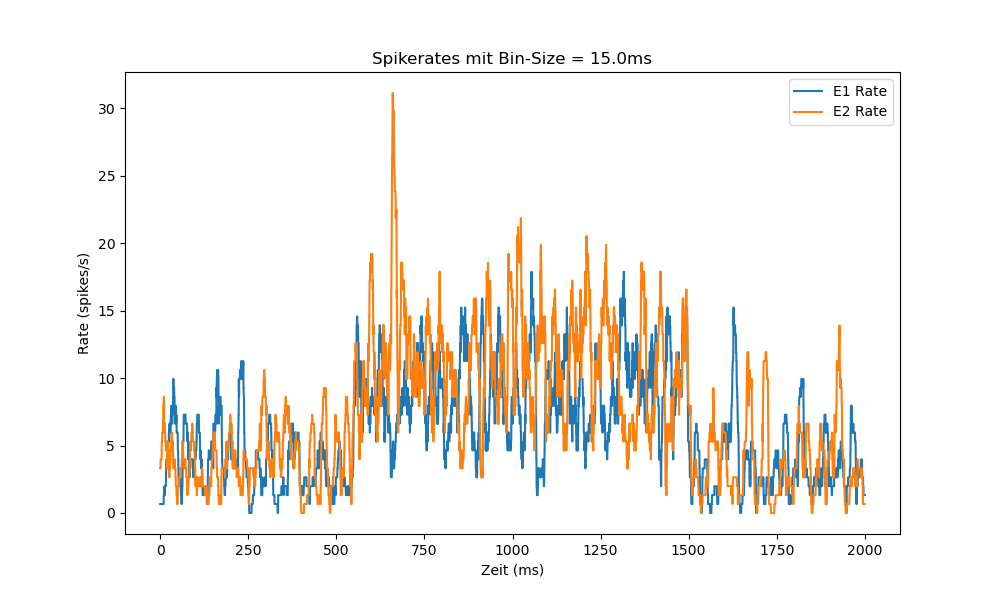 Spikerates mit Bin-Size = 15.0ms
E1 Rate
E2 Rate
30
25
20
15
10
5
0
Rate (spikes/s)
0 250 500 750 1000 1250 1500 1750 2000
Zeit (ms)